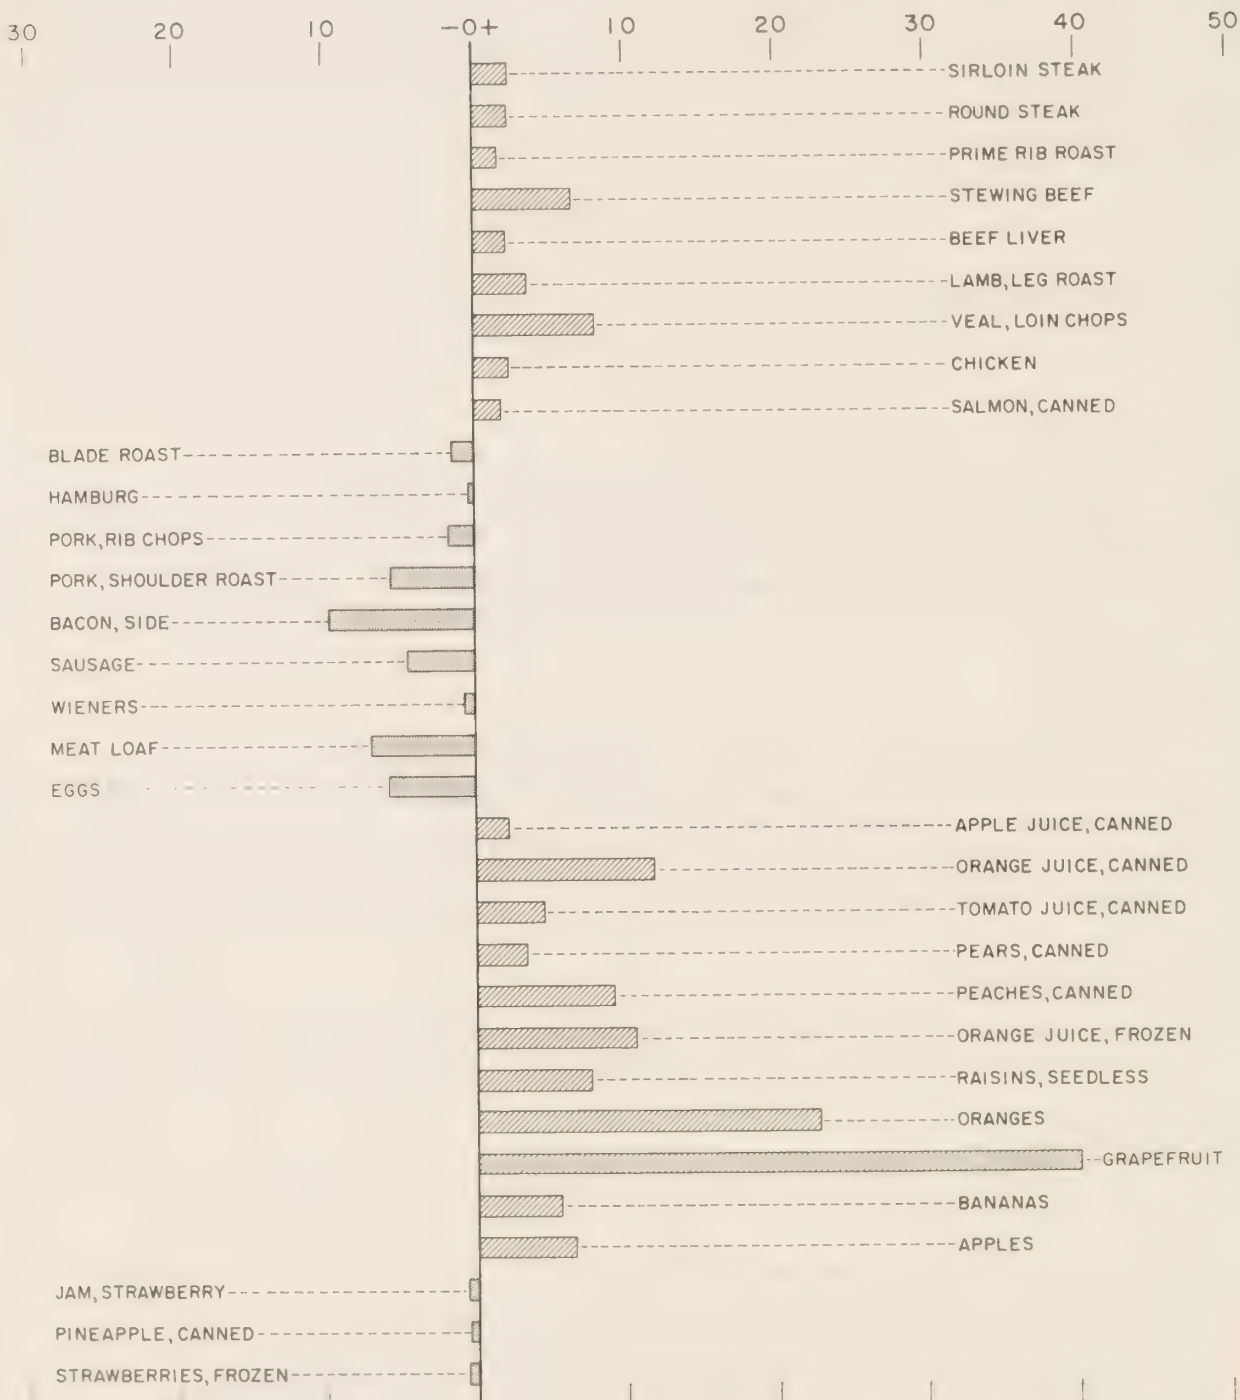 30 20 10 -0+ 10 20 30 40 50
SIRLOIN STEAK
ROUND STEAK
PRIME RIB ROAST
STEWING BEEF
BEEF LIVER
LAMB, LEG ROAST
VEAL, LOIN CHOPS
CHICKEN
SALMON, CANNED
BLADE ROAST
HAMBURG
PORK, RIB CHOPS
PORK, SHOULDER ROAST
BACON, SIDE
SAUSAGE
WIENERS
MEAT LOAF
EGGS
APPLE JUICE, CANNED
ORANGE JUICE, CANNED
TOMATO JUICE, CANNED
PEARS, CANNED
PEACHES, CANNED
ORANGE JUICE, FROZEN
RAISINS, SEEDLESS
ORANGES
GRAPEFRUIT
BANANAS
APPLES
JAM, STRAWBERRY
PINEAPPLE, CANNED
STRAWBERRIES, FROZEN